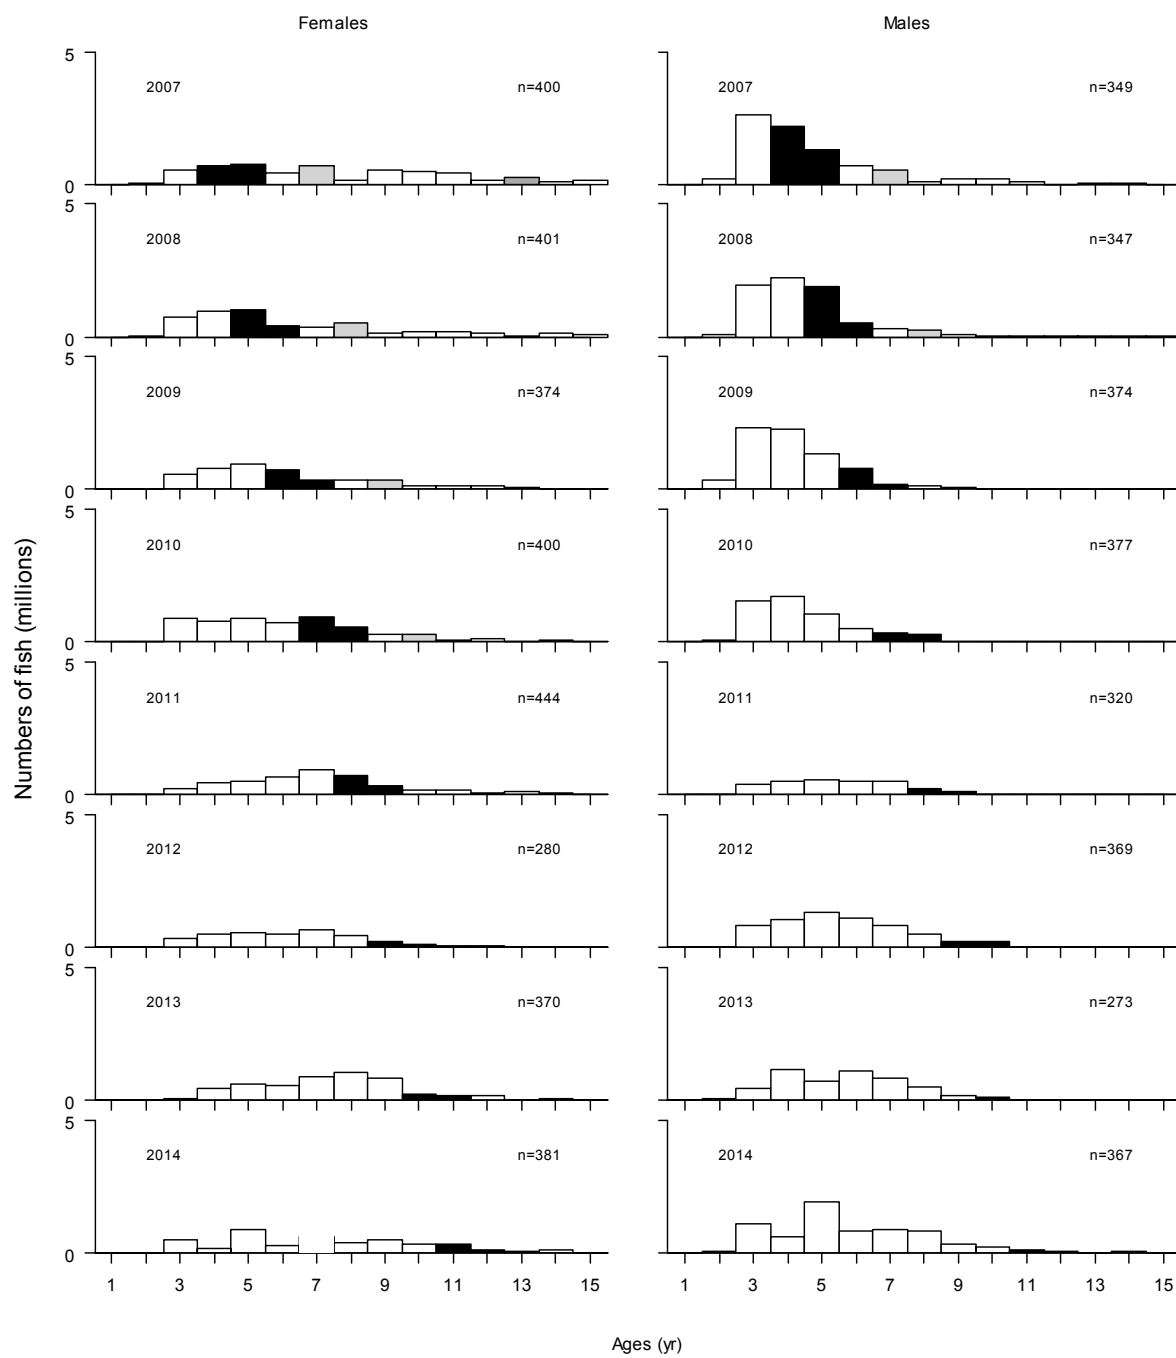 Females Males
5
2007 n=400 2007 n=349
0
5
2008 n=401 2008 n=347
0
5
2009 n=374 2009 n=374
0
5
2010 n=400 2010 n=377
0
5
2011 n=444 2011 n=320
0
5
2012 n=280 2012 n=369
0
5
2013 n=370 2013 n=273
0
5
2014 n=381 2014 n=367
0
1 3 5 7 9 11 13 15 1 3 5 7 9 11 13 15
Numbers of fish (millions)
Ages (yr)